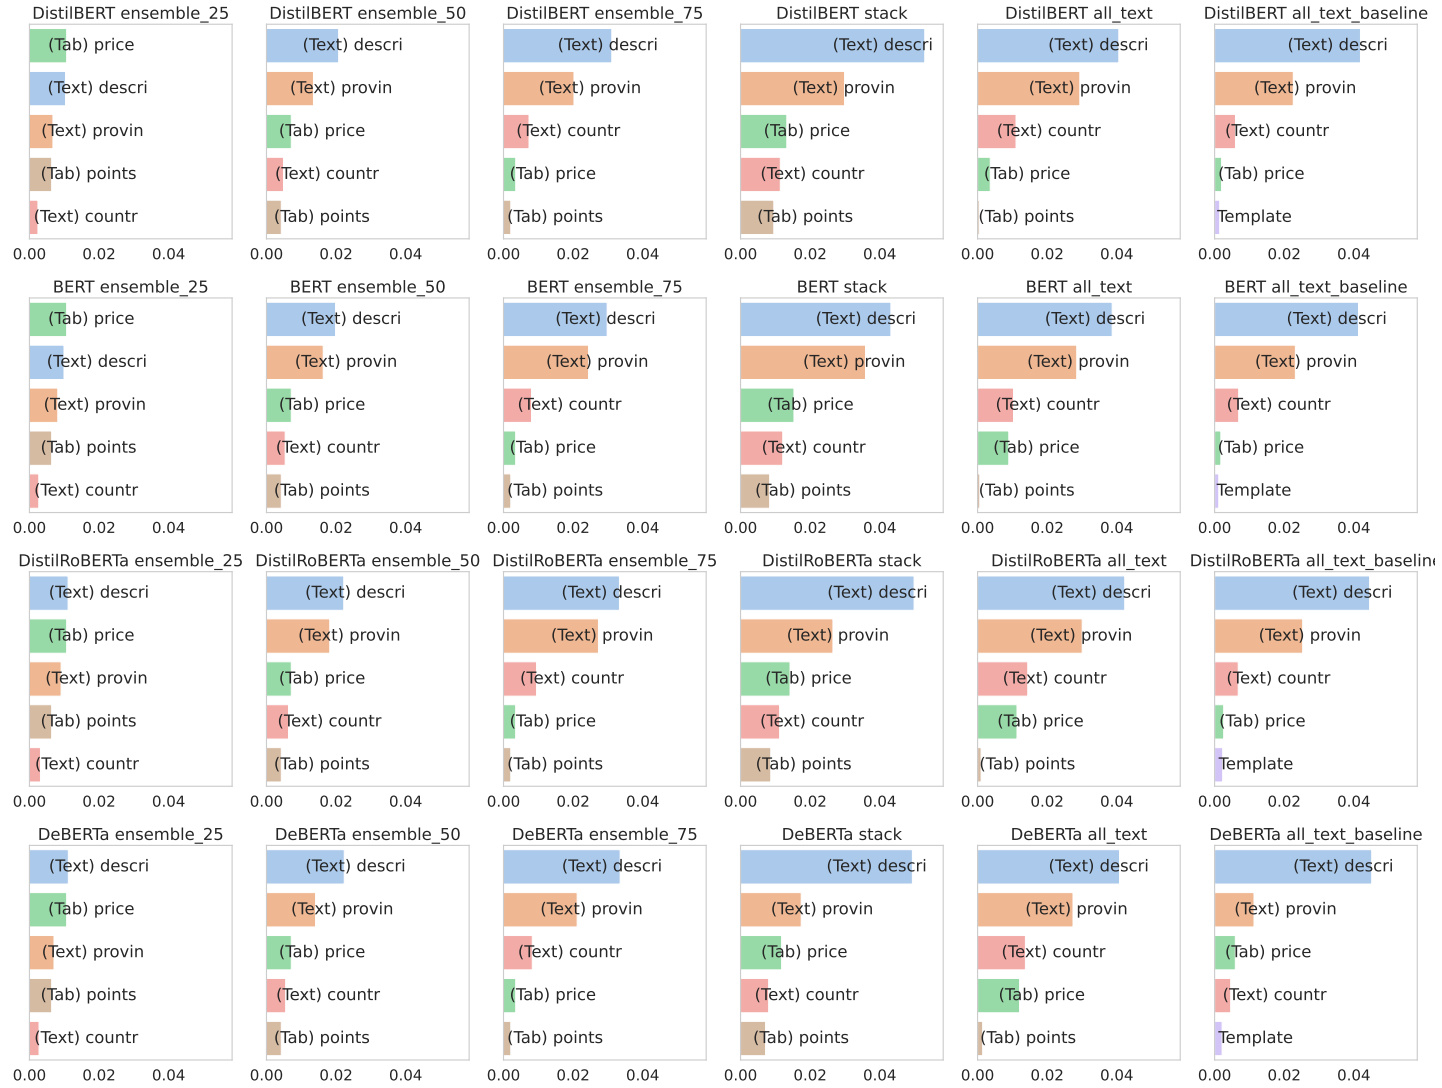 DistilBERT ensemble_25
(Tab) price
(Text) descri
(Text) provin
(Tab) points
(Text) countr
0.00 0.02 0.04
DistilBERT ensemble_50
(Text) descri
(Text) provin
(Tab) price
(Text) countr
(Tab) points
0.00 0.02 0.04
DistilBERT ensemble_75
(Text) descri
(Text) provin
(Text) countr
(Tab) price
(Tab) points
0.00 0.02 0.04
DistilBERT stack
(Text) descri
(Text) provin
(Tab) price
(Text) countr
(Tab) points
0.00 0.02 0.04
DistilBERT all_text
(Text) descri
(Text) provin
(Text) countr
(Tab) price
(Tab) points
0.00 0.02 0.04
DistilBERT all_text_baseline
(Text) descri
(Text) provin
(Text) countr
(Tab) price
Template
0.00 0.02 0.04
BERT ensemble_25
(Tab) price
(Text) descri
(Text) provin
(Tab) points
(Text) countr
0.00 0.02 0.04
BERT ensemble_50
(Text) descri
(Text) provin
(Tab) price
(Text) countr
(Tab) points
0.00 0.02 0.04
BERT ensemble_75
(Text) descri
(Text) provin
(Text) countr
(Tab) price
(Tab) points
0.00 0.02 0.04
BERT stack
(Text) descri
(Text) provin
(Tab) price
(Text) countr
(Tab) points
0.00 0.02 0.04
BERT all_text
(Text) descri
(Text) provin
(Text) countr
(Tab) price
(Tab) points
0.00 0.02 0.04
BERT all_text_baseline
(Text) descri
(Text) provin
(Text) countr
(Tab) price
Template
0.00 0.02 0.04
DistilRoBERTa ensemble_25
(Text) descri
(Tab) price
(Text) provin
(Tab) points
(Text) countr
0.00 0.02 0.04
DistilRoBERTa ensemble_50
(Text) descri
(Text) provin
(Tab) price
(Text) countr
(Tab) points
0.00 0.02 0.04
DistilRoBERTa ensemble_75
(Text) descri
(Text) provin
(Text) countr
(Tab) price
(Tab) points
0.00 0.02 0.04
DistilRoBERTa stack
(Text) descri
(Text) provin
(Tab) price
(Text) countr
(Tab) points
0.00 0.02 0.04
DistilRoBERTa all_text
(Text) descri
(Text) provin
(Text) countr
(Tab) price
(Tab) points
0.00 0.02 0.04
DistilRoBERTa all_text_baseline
(Text) descri
(Text) provin
(Text) countr
(Tab) price
Template
0.00 0.02 0.04
DeBERTa ensemble_25
(Text) descri
(Tab) price
(Text) provin
(Tab) points
(Text) countr
0.00 0.02 0.04
DeBERTa ensemble_50
(Text) descri
(Text) provin
(Tab) price
(Text) countr
(Tab) points
0.00 0.02 0.04
DeBERTa ensemble_75
(Text) descri
(Text) provin
(Text) countr
(Tab) price
(Tab) points
0.00 0.02 0.04
DeBERTa stack
(Text) descri
(Text) provin
(Tab) price
(Text) countr
(Tab) points
0.00 0.02 0.04
DeBERTa all_text
(Text) descri
(Text) provin
(Text) countr
(Tab) price
(Tab) points
0.00 0.02 0.04
DeBERTa all_text_baseline
(Text) descri
(Text) provin
(Tab) price
(Text) countr
Template
0.00 0.02 0.04